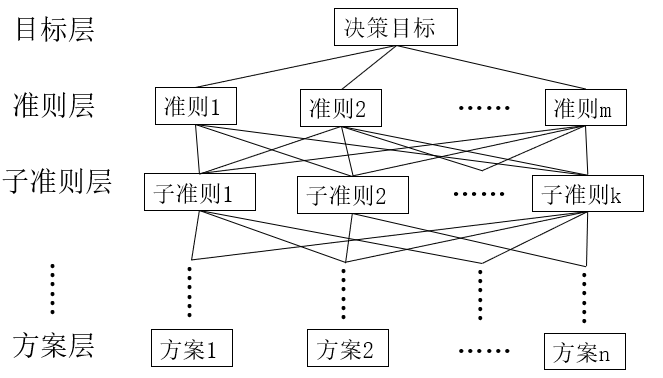 目标层 决策目标
准则层 准则1 准则2 …… 准则m
子准则层 子准则1 子准则2 …… 子准则k
方案层 方案1 方案2 …… 方案n